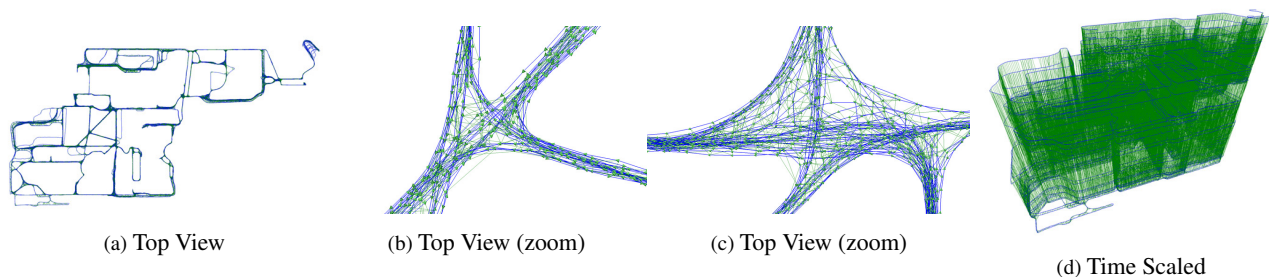 (a) Top View
(b) Top View (zoom)
(c) Top View (zoom)
(d) Time Scaled